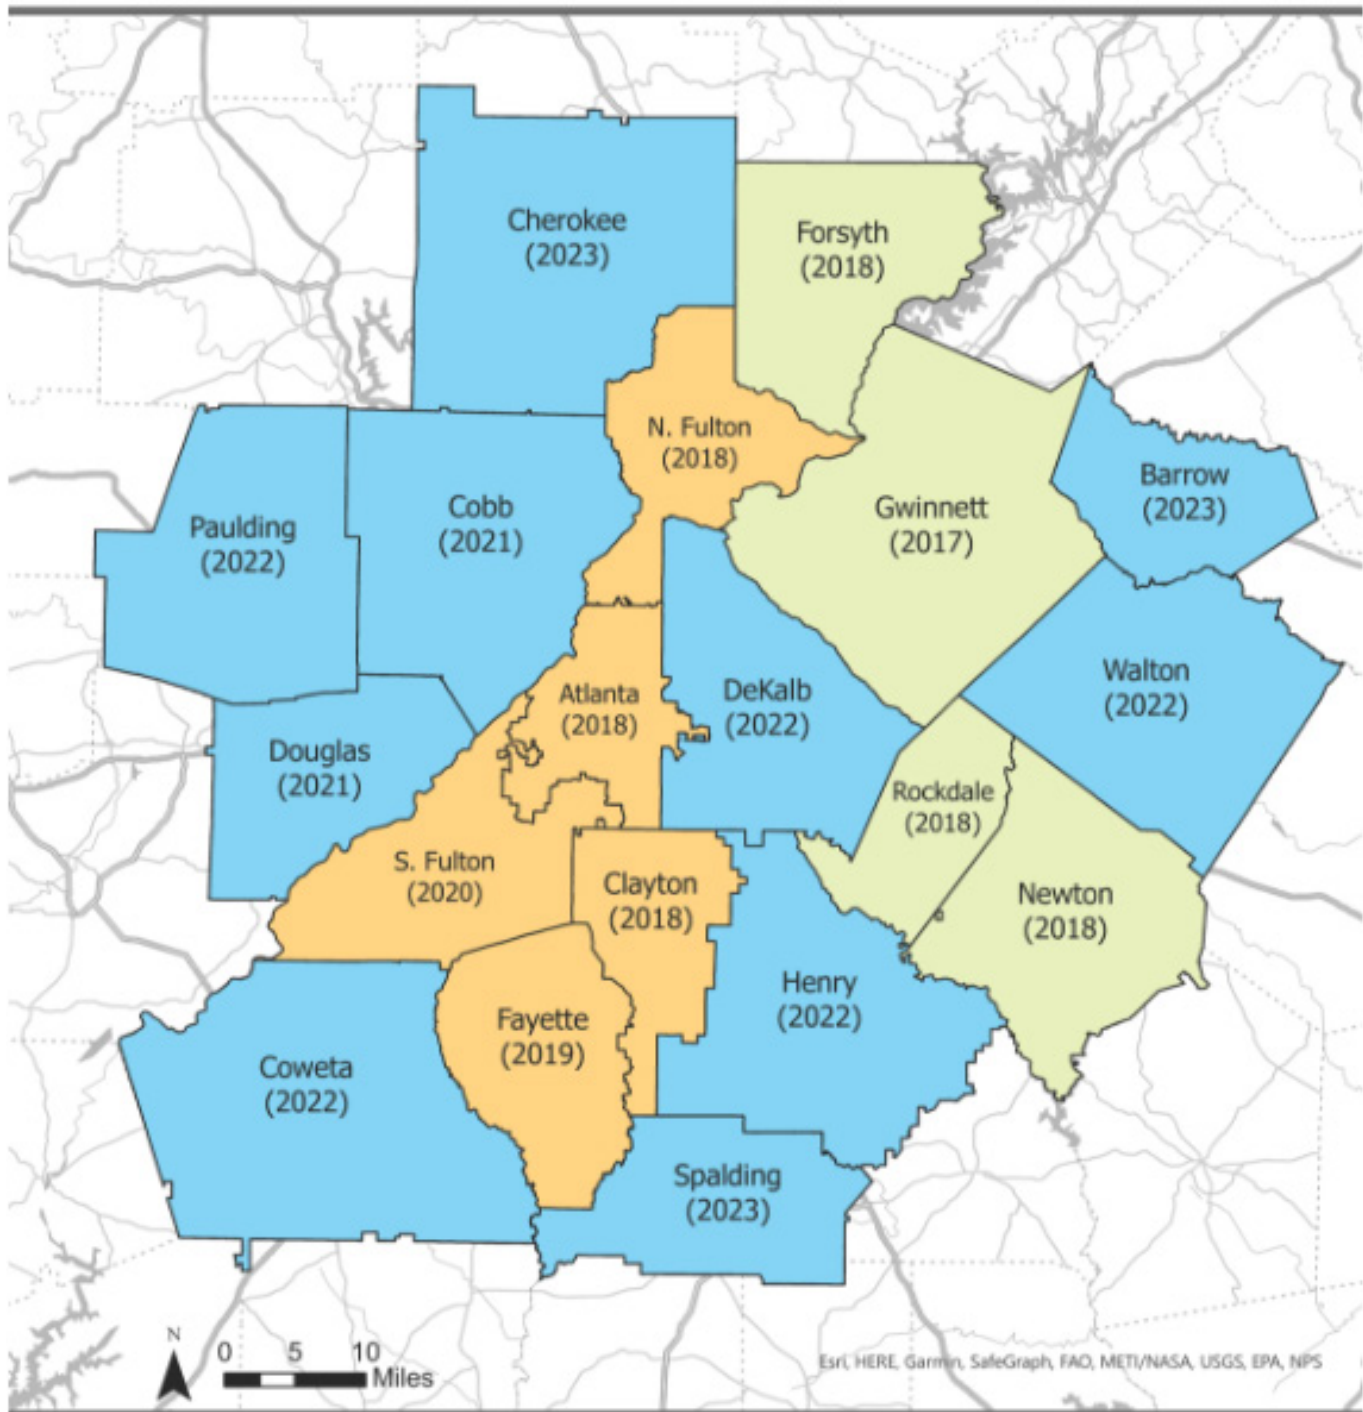 Cherokee
(2023)
Forsyth
(2018)
N. Fulton
(2018)
Barrow
(2023)
Cobb
(2021)
Gwinnett
(2017)
Paulding
(2022)
Walton
(2022)
Atlanta
(2018)
DeKalb
(2022)
Douglas
(2021)
Rockdale
(2018)
S. Fulton
(2020)
Clayton
(2018)
Newton
(2018)
Henry
(2022)
Fayette
(2019)
Coweta
(2022)
Spalding
(2023)
N
0 5 10
Miles
Esri, HERE, Garmin, SafeGraph, FAO, METI/NASA, USGS, EPA, NPS